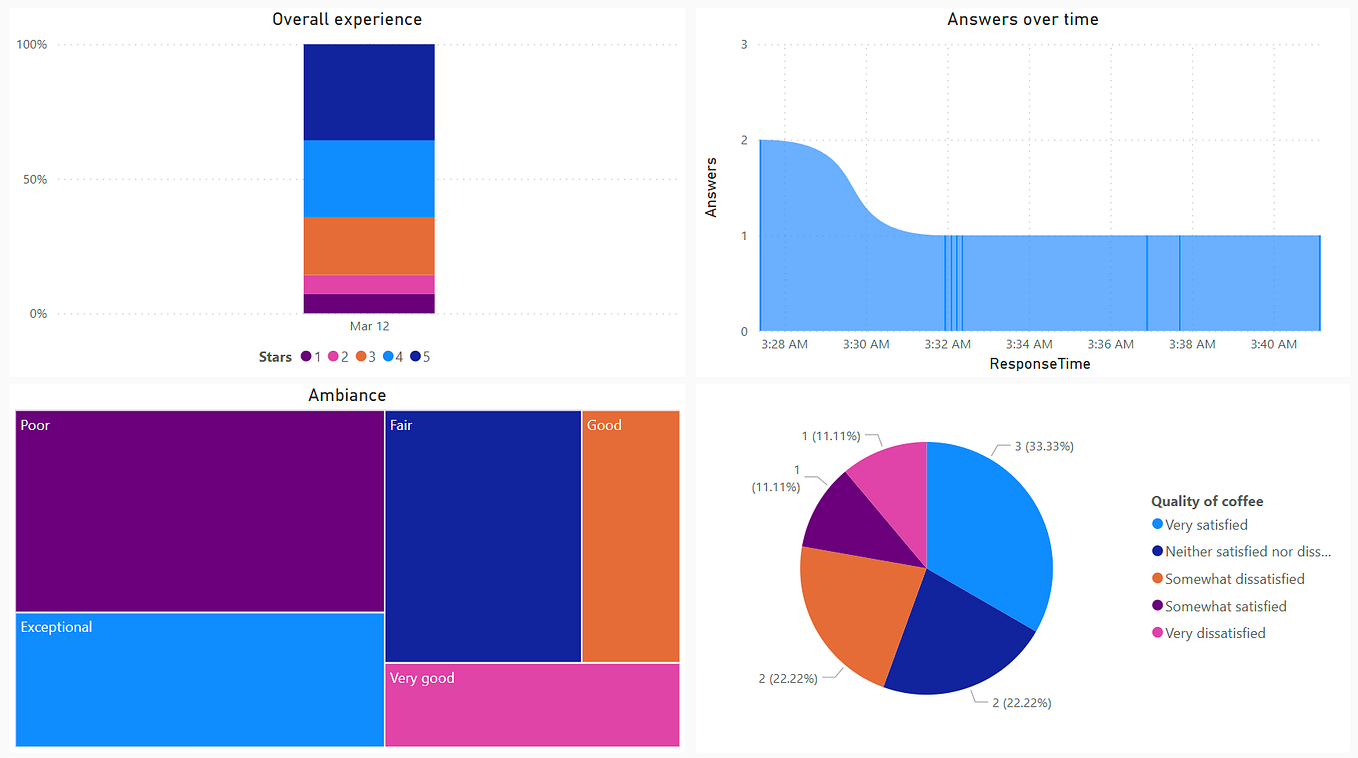 Overall experience
100%
50%
0%
Mar 12
Stars 1 2 3 4 5
Answers over time
Answers
3
2
1
0
3:28 AM 3:30 AM 3:32 AM 3:34 AM 3:36 AM 3:38 AM 3:40 AM
ResponseTime
Ambiance
Poor
Fair
Good
Exceptional
Very good
1 (11.11%)
3 (33.33%)
1
(11.11%)
2 (22.22%)
2 (22.22%)
Quality of coffee
Very satisfied
Neither satisfied nor diss...
Somewhat dissatisfied
Somewhat satisfied
Very dissatisfied